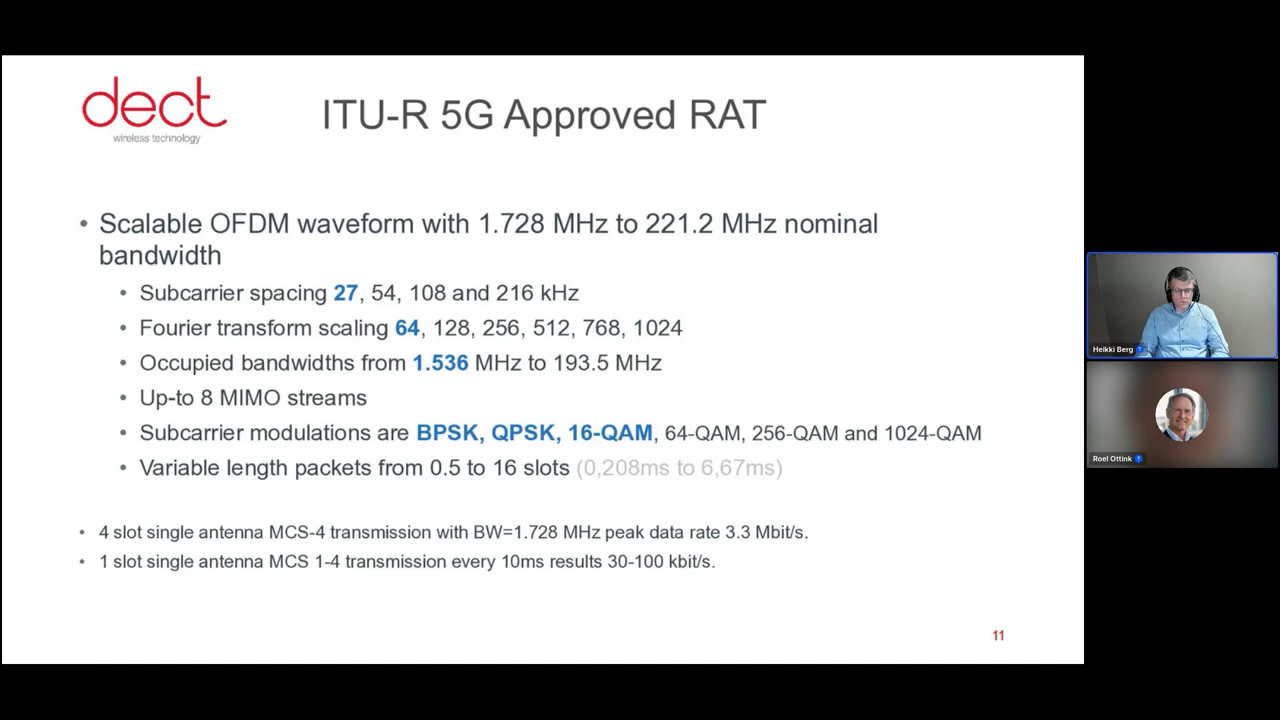 dect
wireless technology
ITU-R 5G Approved RAT
• Scalable OFDM waveform with 1.728 MHz to 221.2 MHz nominal
bandwidth
• Subcarrier spacing 27, 54, 108 and 216 kHz
• Fourier transform scaling 64, 128, 256, 512, 768, 1024
• Occupied bandwidths from 1.536 MHz to 193.5 MHz
• Up-to 8 MIMO streams
• Subcarrier modulations are BPSK, QPSK, 16-QAM, 64-QAM, 256-QAM and 1024-QAM
• Variable length packets from 0.5 to 16 slots (0,208ms to 6,67ms)
• 4 slot single antenna MCS-4 transmission with BW=1.728 MHz peak data rate 3.3 Mbit/s.
• 1 slot single antenna MCS 1-4 transmission every 10ms results 30-100 kbit/s.
11
Heikki Berg
Roel Ottink